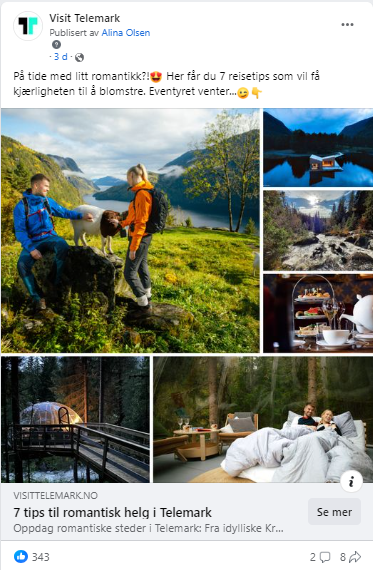 Visit Telemark
Publisert av Alina Olsen
· 3 d ·
På tide med litt romantikk?!😍 Her får du 7 reisetips som vil få
kjærligheten til å blomstre. Eventyret venter...😉👇
VISITTELEMARK.NO
7 tips til romantisk helg i Telemark
Oppdag romantiske steder i Telemark: Fra idylliske Kr...
Se mer
343
2
8